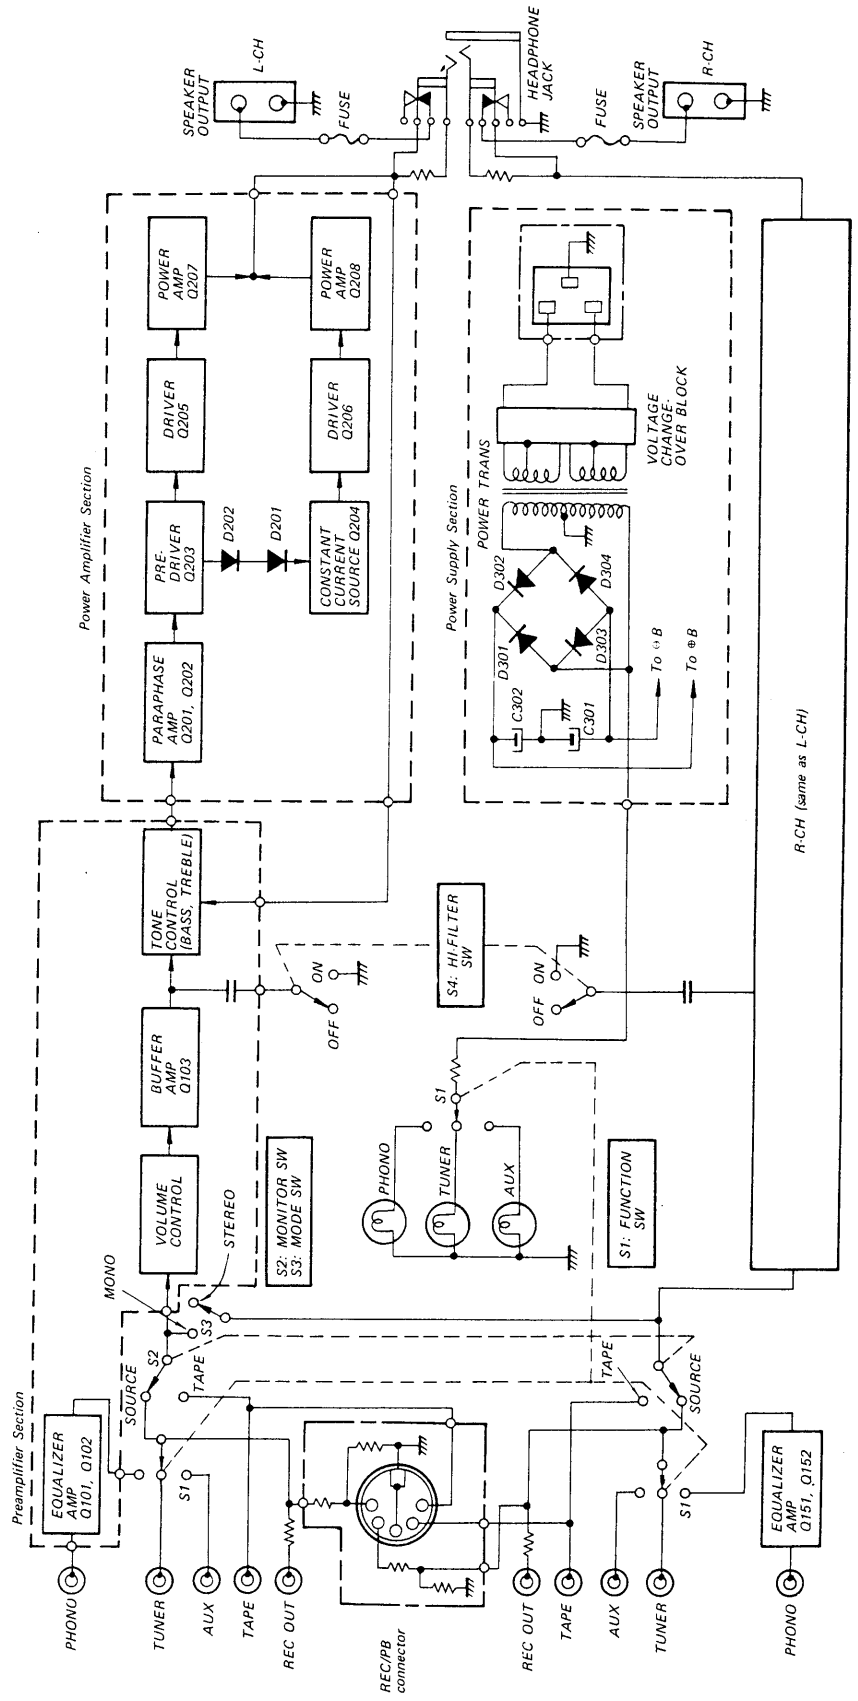 Preamplifier Section
PHONO
EQUALIZER
AMP
Q101, Q102
TUNER
AUX
TAPE
REC OUT
S1
SOURCE
TAPE
S2
MONO
S3
STEREO
VOLUME
CONTROL
BUFFER
AMP
Q103
TONE
CONTROL
(BASS, TREBLE)
S2: MONITOR SW
S3: MODE SW
OFF
ON
S4: HI-FILTER
SW
OFF
ON
Power Amplifier Section
PARAPHASE
AMP
Q201, Q202
PRE-
DRIVER
Q203
DRIVER
Q205
POWER
AMP
Q207
D202
D201
CONSTANT
CURRENT
SOURCE Q204
DRIVER
Q206
POWER
AMP
Q208
SPEAKER
OUTPUT
L-CH
FUSE
HEADPHONE
JACK
FUSE
SPEAKER
OUTPUT
R-CH
Power Supply Section
POWER TRANS
D302
D304
D301
D303
C302
C301
To ⊖ B
To ⊕ B
VOLTAGE
CHANGE-
OVER BLOCK
PHONO
TUNER
AUX
S1
S1: FUNCTION
SW
REC/PB
connector
REC OUT
TAPE
AUX
TUNER
PHONO
TAPE
SOURCE
S1
EQUALIZER
AMP
Q151, Q152
R-CH (same as L-CH)